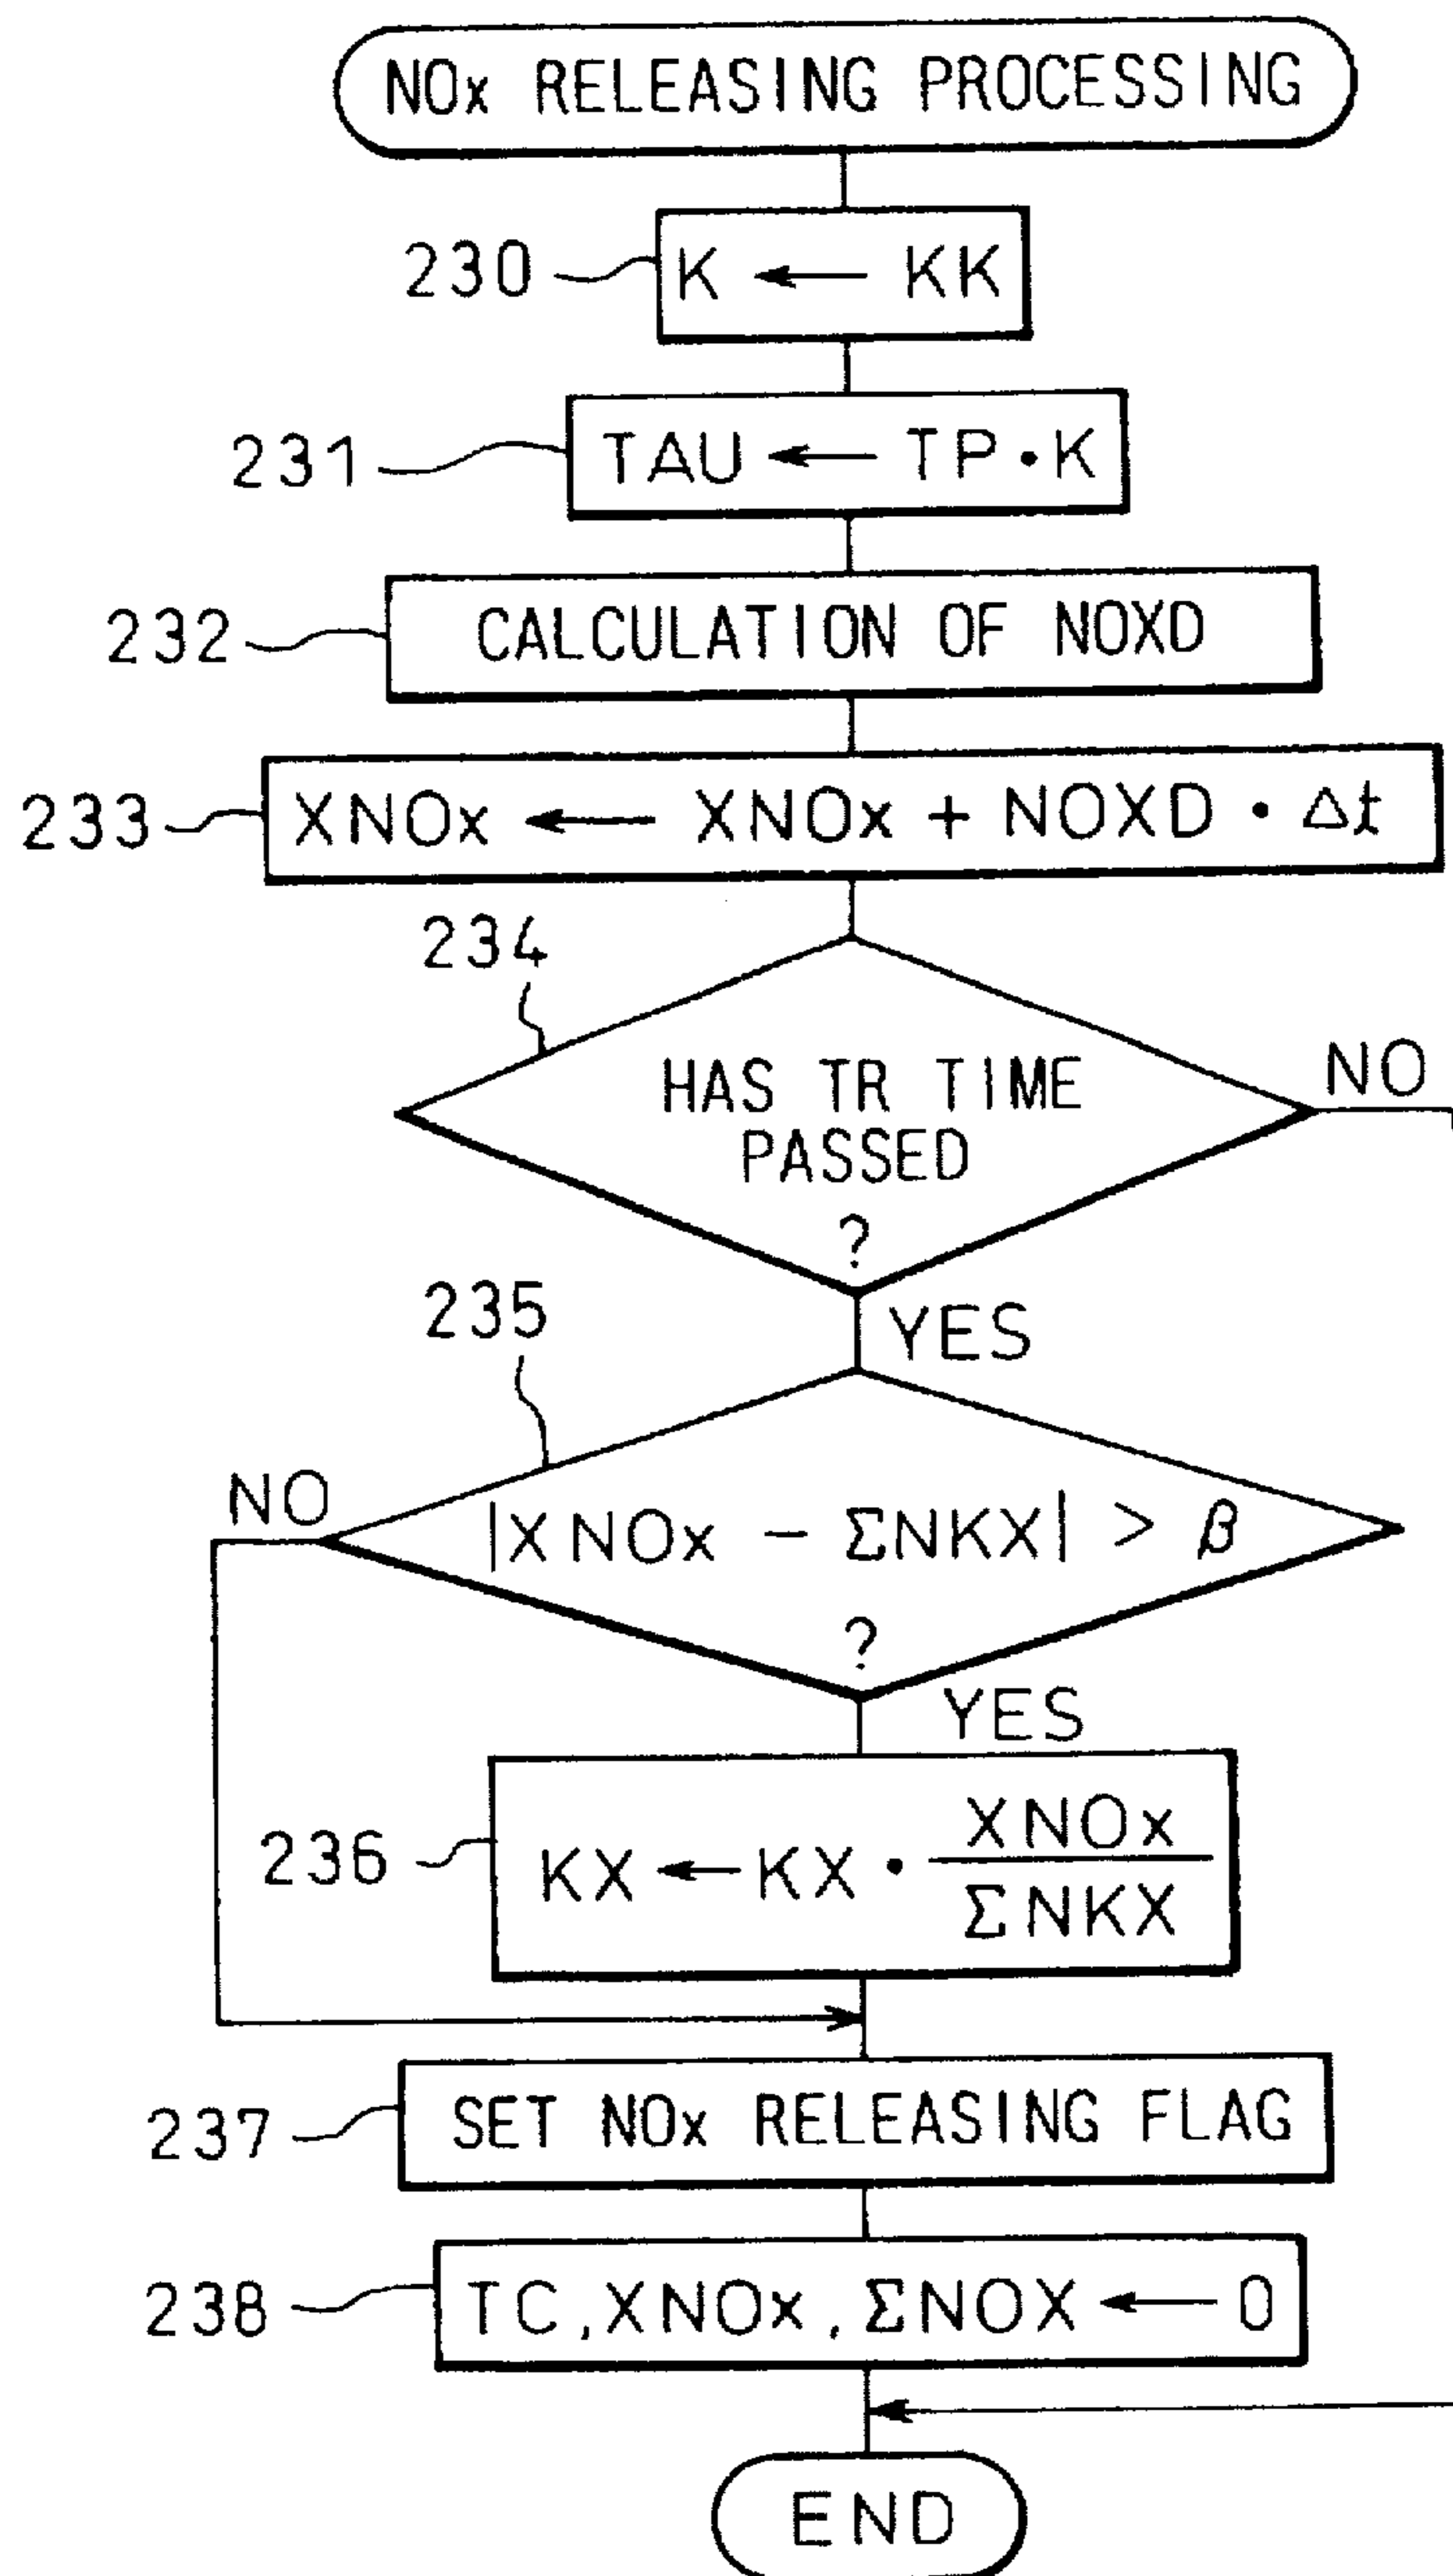 NOx RELEASING PROCESSING
230
K ← KK
231
TAU ← TP・K
232
CALCULATION OF NOXD
233
XNOx ← XNOx + NOXD・Δt
234
HAS TR TIME
PASSED
?
NO
YES
235
NO
|XNOx − ΣNKX| > β
?
YES
236
KX ← KX・XNOx/ΣNKX
237
SET NOx RELEASING FLAG
238
TC, XNOx, ΣNOX ← 0
END